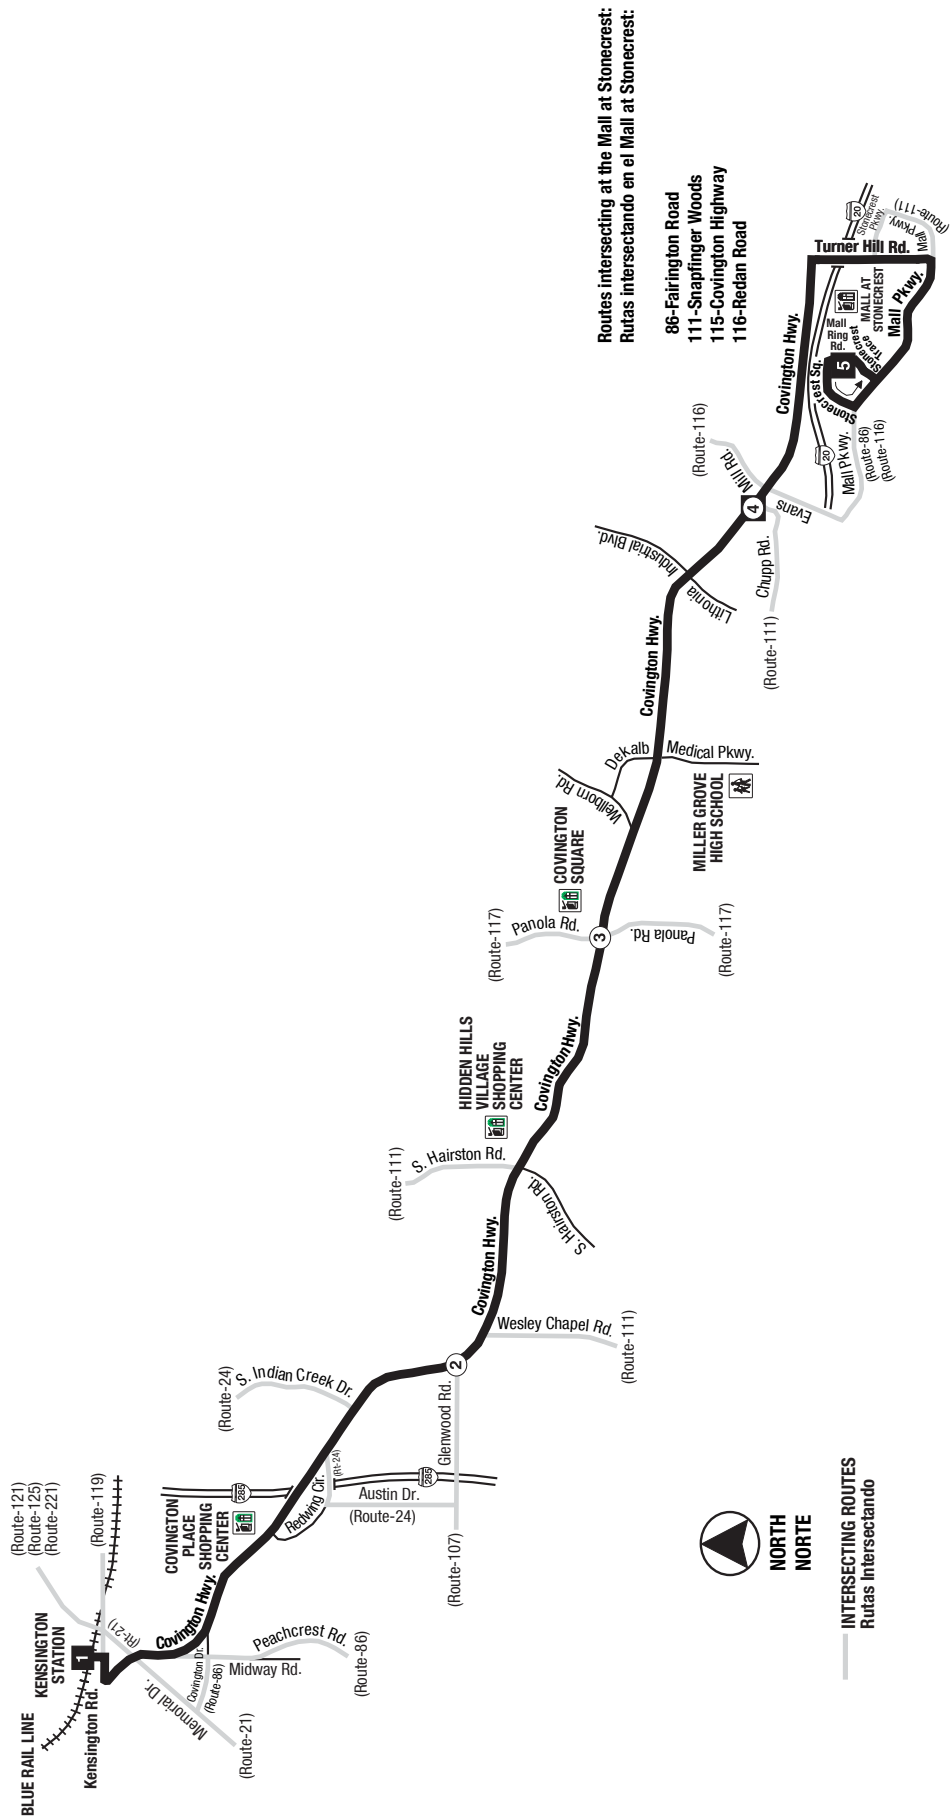 BLUE RAIL LINE
KENSINGTON
STATION
1
Kensington Rd.
(Route-121)
(Route-125)
(Route-221)
(Route-119)
(Rt-21)
Memorial Dr.
(Route-21)
Covington Dr.
(Route-86)
Midway Rd.
Peachcrest Rd.
(Route-86)
Covington Hwy.
COVINGTON
PLACE
SHOPPING
CENTER
285
Redwing Cir.
(Rt-24)
Austin Dr.
(Route-24)
285
(Route-24)
S. Indian Creek Dr.
Glenwood Rd.
(Route-107)
2
Wesley Chapel Rd.
(Route-111)
Covington Hwy.
(Route-111)
S. Hairston Rd.
S. Hairston Rd.
HIDDEN HILLS
VILLAGE
SHOPPING
CENTER
Covington Hwy.
(Route-117)
Panola Rd.
3
Panola Rd.
(Route-117)
COVINGTON
SQUARE
Wellborn Rd.
DeKalb
Medical Pkwy.
MILLER GROVE
HIGH SCHOOL
Covington Hwy.
Lithonia
Industrial Blvd.
4
Chupp Rd.
(Route-111)
Evans
Mill Rd.
(Route-116)
20
Mall Pkwy.
(Route-86)
(Route-116)
Covington Hwy.
Stonecrest Sq.
5
Mall
Ring
Rd.
Stonecrest
Trace
MALL AT
STONECREST
Mall Pkwy.
Turner Hill Rd.
20
Stonecrest
Pkwy.
Mall Pkwy.
(Route-111)
Routes intersecting at the Mall at Stonecrest:
Rutas intersectando en el Mall at Stonecrest:
86-Fairington Road
111-Snapfinger Woods
115-Covington Highway
116-Redan Road
NORTH
NORTE
INTERSECTING ROUTES
Rutas Intersectando